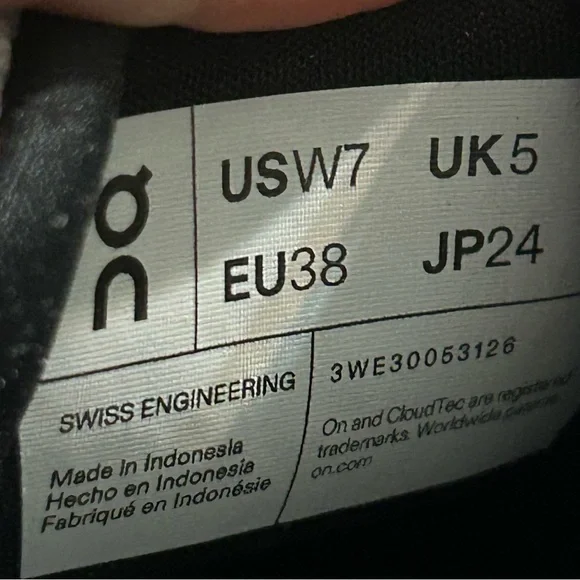 On
USW7 UK5
EU38 JP24
SWISS ENGINEERING
Made in Indonesia
Hecho en Indonesia
Fabriqué en Indonésie
3WE30053126
On and CloudTec are registered
trademarks. Worldwide patents.
on.com